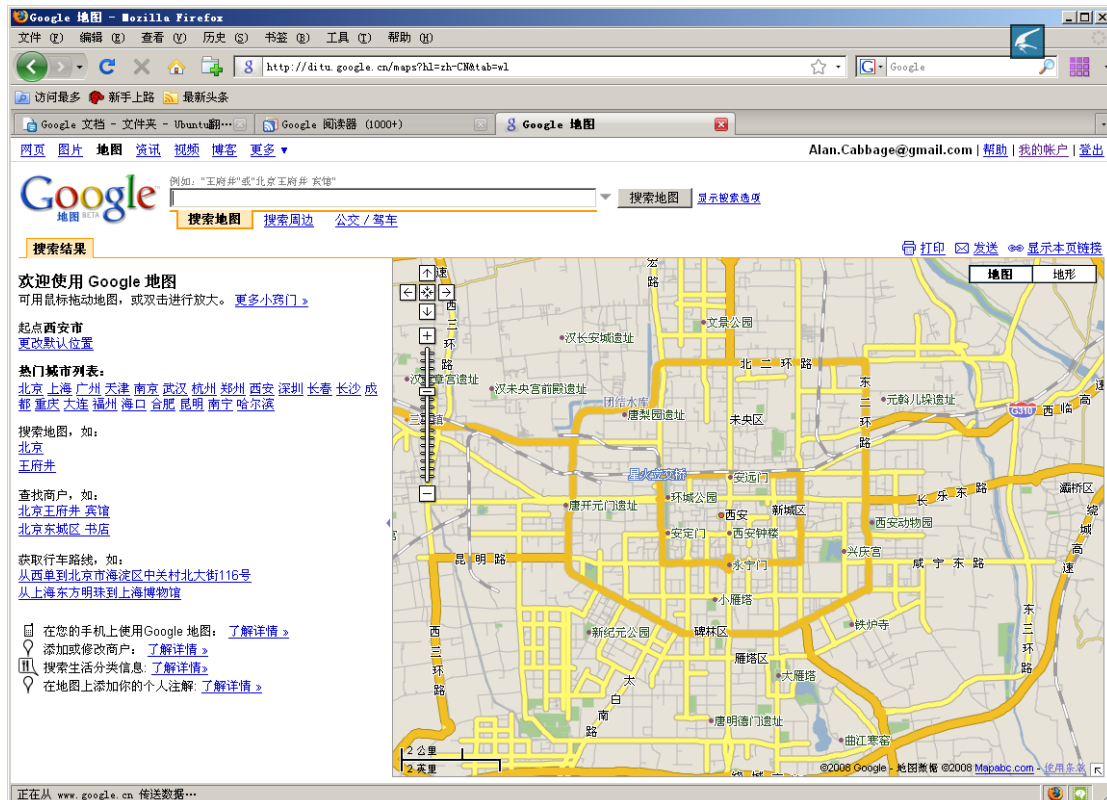 Google 地图 - Mozilla Firefox
文件 (F) 编辑 (E) 查看 (V) 历史 (S) 书签 (B) 工具 (T) 帮助 (H)
http://ditu.google.cn/maps?hl=zh-CN&tab=wl
Google
访问最多 新手上路 最新头条
Google 文档 - 文件夹 - Ubuntu翻… Google 阅读器 (1000+) Google 地图
网页 图片 地图 资讯 视频 博客 更多 ▼ Alan.Cabbage@gmail.com | 帮助 | 我的帐户 | 登出
Google 地图 BETA
例如: "王府井"或"北京王府井 宾馆"
搜索地图 显示搜索选项
搜索地图 搜索周边 公交 / 驾车
搜索结果 打印 发送 显示本页链接
欢迎使用 Google 地图
可用鼠标拖动地图，或双击进行放大。 更多小窍门 »
起点西安市
更改默认位置
热门城市列表:
北京 上海 广州 天津 南京 武汉 杭州 郑州 西安 深圳 长春 长沙 成
都 重庆 大连 福州 海口 合肥 昆明 南宁 哈尔滨
搜索地图，如:
北京
王府井
查找商户，如:
北京王府井 宾馆
北京东城区 书店
获取行车路线，如:
从西单到北京市海淀区中关村北大街116号
从上海东方明珠到上海博物馆
在您的手机上使用Google 地图: 了解详情 »
添加或修改商户: 了解详情 »
搜索生活分类信息: 了解详情»
在地图上添加你的个人注解: 了解详情 »
地图 地形
宏
路
速
西三环路
文景公园
汉长安城遗址
北二环路
东二环路
章宫遗址
汉未央宫前殿遗址
团结水库
唐梨园遗址
未央区
G310
西临高
三 镇
星火立交桥
安远门
灞桥区
环城公园
长乐东路
唐开元门遗址
西安
新城区
西安动物园
绕城高速
安定门
西安钟楼
昆明路
永宁门
兴庆宫
咸宁东路
小雁塔
东三环路
新纪元公园
碑林区
铁炉寺
西三环路
雁塔区
大雁塔
太白南路
唐明德门遗址
曲江寒窑
2 公里
2 英里
绕城
©2008 Google - 地图数据 ©2008 Mapabc.com - 使用条款
正在从 www.google.cn 传送数据…